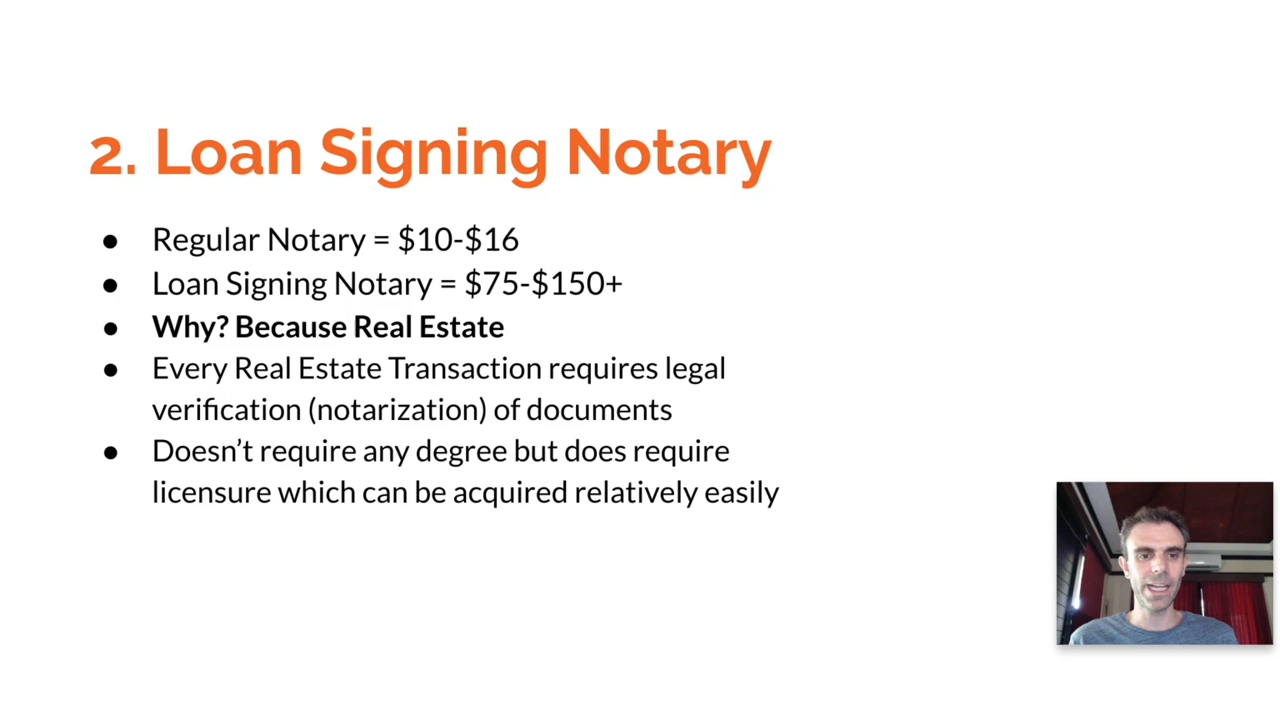 2. Loan Signing Notary
● Regular Notary = $10-$16
● Loan Signing Notary = $75-$150+
● Why? Because Real Estate
● Every Real Estate Transaction requires legal
verification (notarization) of documents
● Doesn’t require any degree but does require
licensure which can be acquired relatively easily